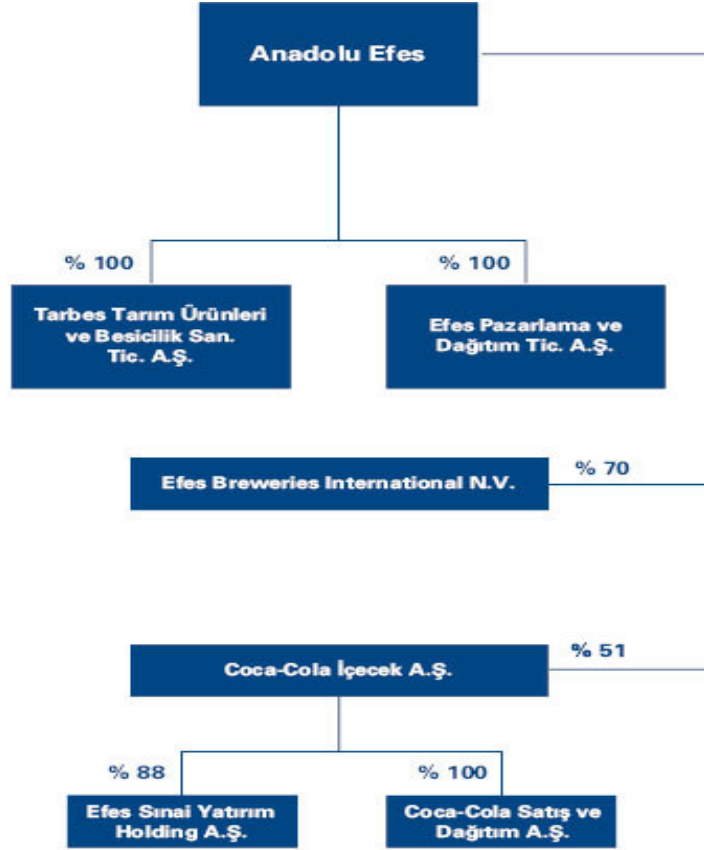 Anadolu Efes
% 100
% 100
Tarbes Tarım Ürünleri
ve Besicilik San.
Tic. A.Ş.
Efes Pazarlama ve
Dağıtım Tic. A.Ş.
Efes Breweries International N.V.
% 70
Coca-Cola İçecek A.Ş.
% 51
% 88
% 100
Efes Sınai Yatırım
Holding A.Ş.
Coca-Cola Satış ve
Dağıtım A.Ş.